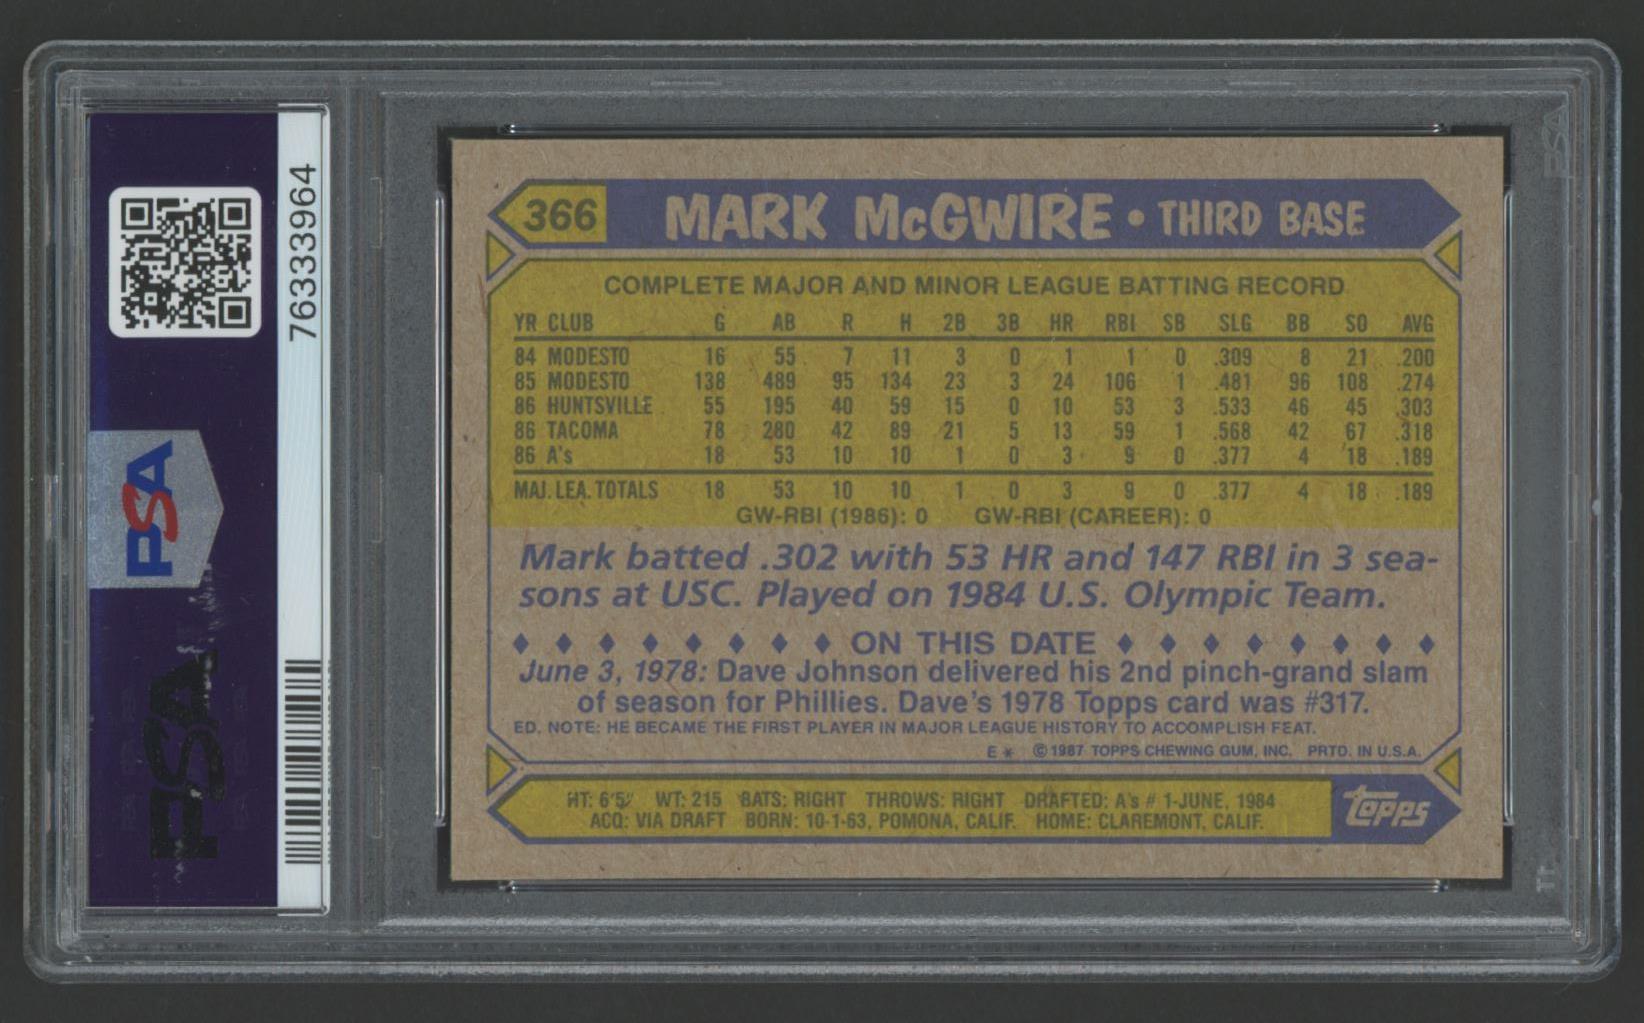 76333964
PSA
PSA
366 MARK McGWIRE • THIRD BASE
COMPLETE MAJOR AND MINOR LEAGUE BATTING RECORD
YR CLUB G AB R H 2B 3B HR RBI SB SLG BB SO AVG
84 MODESTO 16 55 7 11 3 0 1 1 0 .309 8 21 .200
85 MODESTO 138 489 95 134 23 3 24 106 1 .481 96 108 .274
86 HUNTSVILLE 55 195 40 59 15 0 10 53 3 .533 46 45 .303
86 TACOMA 78 280 42 89 21 5 13 59 1 .568 42 67 .318
86 A's 18 53 10 10 1 0 3 9 0 .377 4 18 .189
MAJ. LEA. TOTALS 18 53 10 10 1 0 3 9 0 .377 4 18 .189
GW-RBI (1986): 0 GW-RBI (CAREER): 0
Mark batted .302 with 53 HR and 147 RBI in 3 sea-
sons at USC. Played on 1984 U.S. Olympic Team.
♦ ♦ ♦ ♦ ♦ ♦ ♦ ♦ ON THIS DATE ♦ ♦ ♦ ♦ ♦ ♦ ♦ ♦
June 3, 1978: Dave Johnson delivered his 2nd pinch-grand slam
of season for Phillies. Dave's 1978 Topps card was #317.
ED. NOTE: HE BECAME THE FIRST PLAYER IN MAJOR LEAGUE HISTORY TO ACCOMPLISH FEAT.
E * © 1987 TOPPS CHEWING GUM, INC. PRTD. IN U.S.A.
HT: 6'5" WT: 215 BATS: RIGHT THROWS: RIGHT DRAFTED: A's # 1-JUNE, 1984
ACQ: VIA DRAFT BORN: 10-1-63, POMONA, CALIF. HOME: CLAREMONT, CALIF.
Topps
PSA